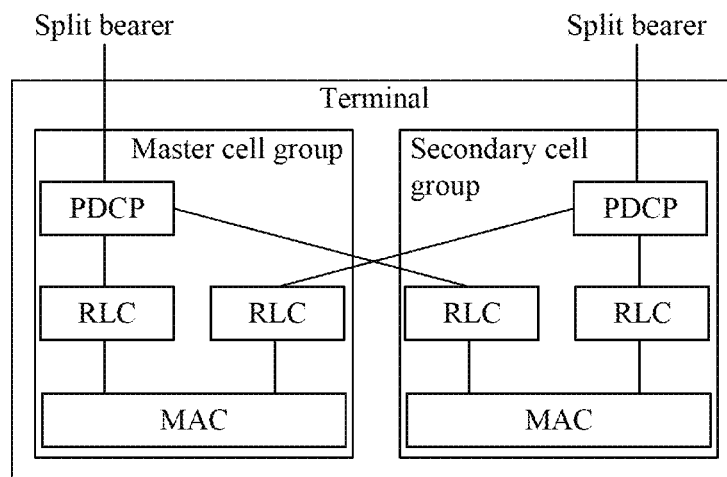 Split bearer
Split bearer
Terminal
Master cell group
Secondary cell
group
PDCP
PDCP
RLC
RLC
RLC
RLC
MAC
MAC